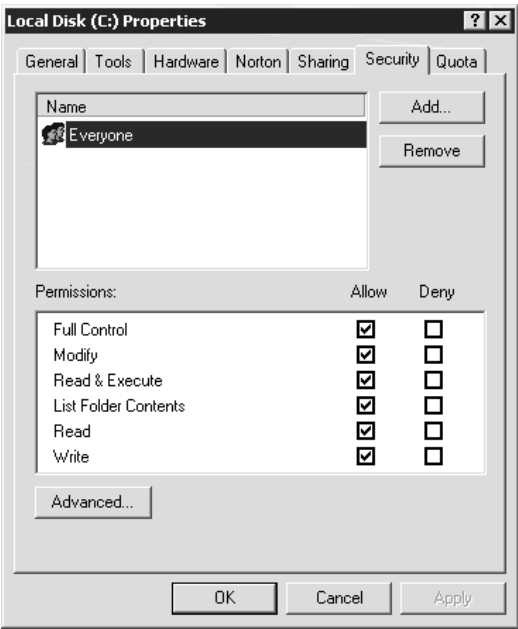 Local Disk (C:) Properties ? X
General Tools Hardware Norton Sharing Security Quota
Name Add...
Everyone
Remove
Permissions: Allow Deny
Full Control
Modify
Read & Execute
List Folder Contents
Read
Write
Advanced...
OK Cancel Apply